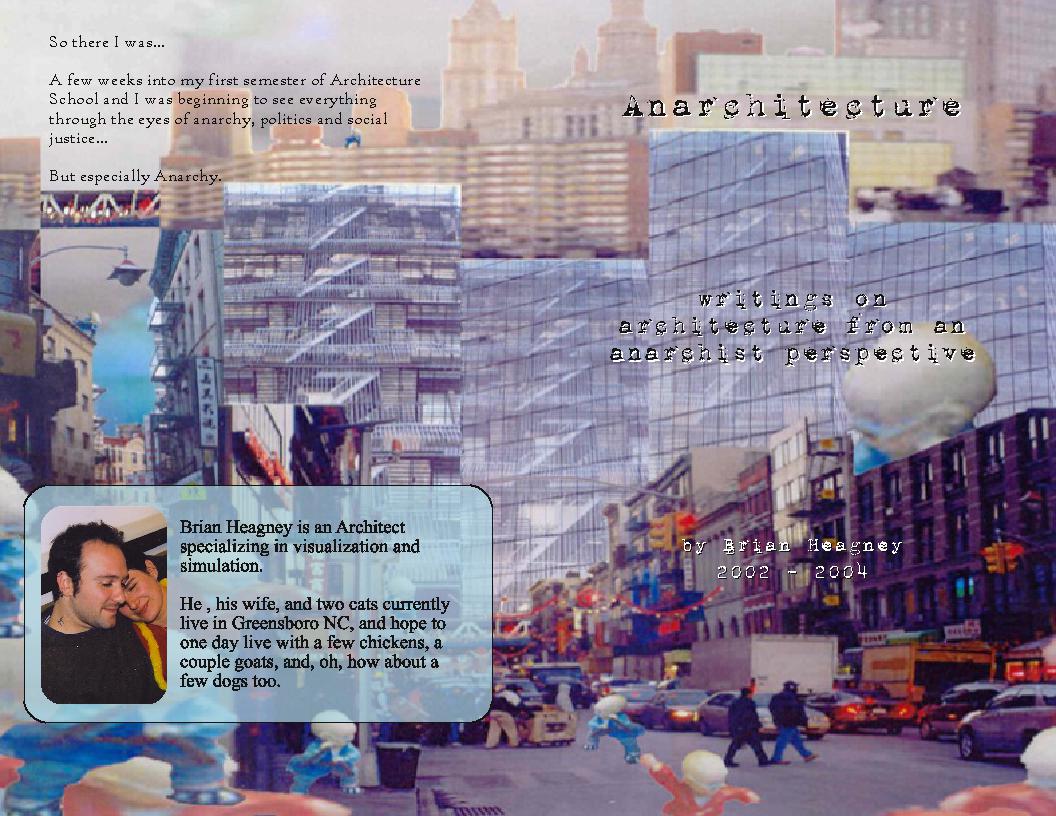 So there I was...
A few weeks into my first semester of Architecture
School and I was beginning to see everything
through the eyes of anarchy, politics and social
justice...
But especially Anarchy.
Anarchitecture
writings on
architecture from an
anarchist perspective
by Brian Heagney
2002 - 2004
Brian Heagney is an Architect
specializing in visualization and
simulation.
He , his wife, and two cats currently
live in Greensboro NC, and hope to
one day live with a few chickens, a
couple goats, and, oh, how about a
few dogs too.